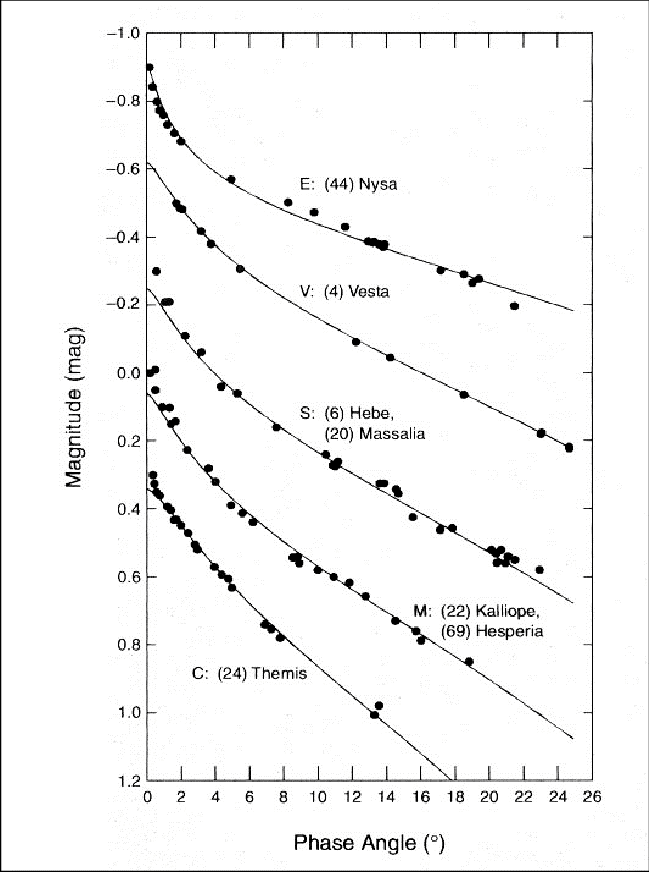 −1.0
−0.8
−0.6
−0.4
−0.2
0.0
0.2
0.4
0.6
0.8
1.0
1.2
Magnitude (mag)
E: (44) Nysa
V: (4) Vesta
S: (6) Hebe,
(20) Massalia
M: (22) Kalliope,
(69) Hesperia
C: (24) Themis
0 2 4 6 8 10 12 14 16 18 20 22 24 26
Phase Angle (°)